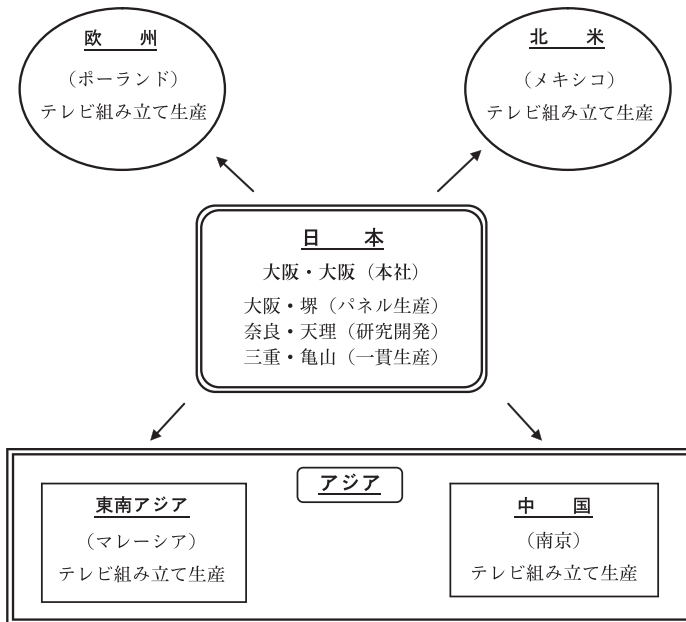 欧　州
（ポーランド）
テレビ組み立て生産
北　米
（メキシコ）
テレビ組み立て生産
日　本
大阪・大阪（本社）
大阪・堺（パネル生産）
奈良・天理（研究開発）
三重・亀山（一貫生産）
アジア
東南アジア
（マレーシア）
テレビ組み立て生産
中　国
（南京）
テレビ組み立て生産